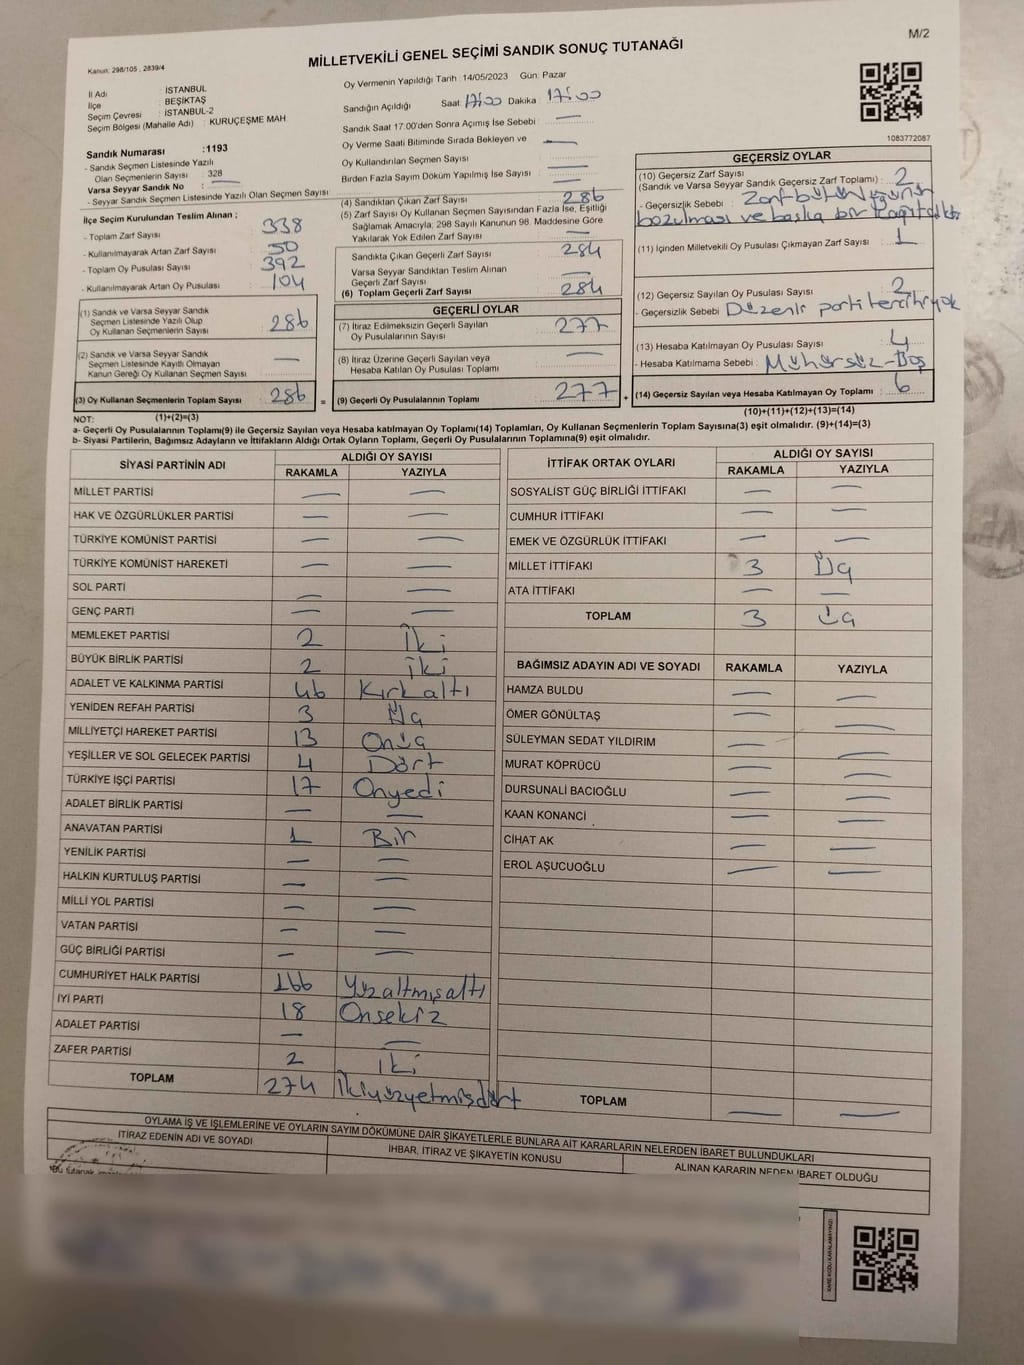 M/2
MİLLETVEKİLİ GENEL SEÇİMİ SANDIK SONUÇ TUTANAĞI
Kanun: 298/105 , 2839/4
İl Adı : İSTANBUL
İlçe : BEŞİKTAŞ
Seçim Çevresi : İSTANBUL-2
Seçim Bölgesi (Mahalle Adı) : KURUÇEŞME MAH
Sandık Numarası :1193
- Sandık Seçmen Listesinde Yazılı
Olan Seçmenlerin Sayısı : 328
Varsa Seyyar Sandık No : —
- Seyyar Sandık Seçmen Listesinde Yazılı Olan Seçmen Sayısı :
İlçe Seçim Kurulundan Teslim Alınan ;
- Toplam Zarf Sayısı 338
- Kullanılmayarak Artan Zarf Sayısı 50
- Toplam Oy Pusulası Sayısı 392
- Kullanılmayarak Artan Oy Pusulası 104
(1) Sandık ve Varsa Seyyar Sandık
Seçmen Listesinde Yazılı Olup
Oy Kullanan Seçmenlerin Sayısı : 286
(2) Sandık ve Varsa Seyyar Sandık
Seçmen Listesinde Kayıtlı Olmayan
Kanun Gereği Oy Kullanan Seçmen Sayısı : —
(3) Oy Kullanan Seçmenlerin Toplam Sayısı : 286 =
Oy Vermenin Yapıldığı Tarih : 14/05/2023 Gün: Pazar
Sandığın Açıldığı Saat: 17:00 Dakika : 17:00
Sandık Saat 17:00'den Sonra Açımış İse Sebebi : —
Oy Verme Saati Bitiminde Sırada Bekleyen ve
Oy Kullandırılan Seçmen Sayısı : —
Birden Fazla Sayım Döküm Yapılmış İse Sayısı : —
(4) Sandıktan Çıkan Zarf Sayısı : 286
(5) Zarf Sayısı Oy Kullanan Seçmen Sayısından Fazla İse, Eşitliği
Sağlamak Amacıyla; 298 Sayılı Kanunun 98. Maddesine Göre
Yakılarak Yok Edilen Zarf Sayısı : —
Sandıkta Çıkan Geçerli Zarf Sayısı : 284
Varsa Seyyar Sandıktan Teslim Alınan
Geçerli Zarf Sayısı : —
(6) Toplam Geçerli Zarf Sayısı : 284
GEÇERLİ OYLAR
(7) İtiraz Edilmeksizin Geçerli Sayılan
Oy Pusulalarının Sayısı : 277
(8) İtiraz Üzerine Geçerli Sayılan veya
Hesaba Katılan Oy Pusulası Toplamı : —
(9) Geçerli Oy Pusulalarının Toplamı : 277 +
1083772087
GEÇERSİZ OYLAR
(10) Geçersiz Zarf Sayısı
(Sandık ve Varsa Seyyar Sandık Geçersiz Zarf Toplamı) : 2
- Geçersizlik Sebebi : Zarf bütünlüğünün
bozulması ve başka bir kağıt çıktı
(11) İçinden Milletvekili Oy Pusulası Çıkmayan Zarf Sayısı : 1
(12) Geçersiz Sayılan Oy Pusulası Sayısı : 2
- Geçersizlik Sebebi : Düzenli parti tercihi yok
(13) Hesaba Katılmayan Oy Pusulası Sayısı : 4
- Hesaba Katılmama Sebebi : Mühürsüz-Boş
(14) Geçersiz Sayılan veya Hesaba Katılmayan Oy Toplamı : 6
(10)+(11)+(12)+(13)=(14)
NOT: (1)+(2)=(3)
a- Geçerli Oy Pusulalarının Toplamı(9) ile Geçersiz Sayılan veya Hesaba Katılmayan Oy Toplamı(14) Toplamları, Oy Kullanan Seçmenlerin Toplam Sayısına(3) eşit olmalıdır. (9)+(14)=(3)
b- Siyasi Partilerin, Bağımsız Adayların ve İttifakların Aldığı Ortak Oyların Toplamı, Geçerli Oy Pusulalarının Toplamına(9) eşit olmalıdır.
SİYASİ PARTİNİN ADI ALDIĞI OY SAYISI
RAKAMLA YAZIYLA
MİLLET PARTİSİ — —
HAK VE ÖZGÜRLÜKLER PARTİSİ — —
TÜRKİYE KOMÜNİST PARTİSİ — —
TÜRKİYE KOMÜNİST HAREKETİ — —
SOL PARTİ — —
GENÇ PARTİ — —
MEMLEKET PARTİSİ 2 İki
BÜYÜK BİRLİK PARTİSİ 2 iki
ADALET VE KALKINMA PARTİSİ 46 Kırkaltı
YENİDEN REFAH PARTİSİ 3 Üç
MİLLİYETÇİ HAREKET PARTİSİ 13 Onüç
YEŞİLLER VE SOL GELECEK PARTİSİ 4 Dört
TÜRKİYE İŞÇİ PARTİSİ 17 Onyedi
ADALET BİRLİK PARTİSİ — —
ANAVATAN PARTİSİ 1 Bir
YENİLİK PARTİSİ — —
HALKIN KURTULUŞ PARTİSİ — —
MİLLİ YOL PARTİSİ — —
VATAN PARTİSİ — —
GÜÇ BİRLİĞİ PARTİSİ — —
CUMHURİYET HALK PARTİSİ 166 Yüzaltmışaltı
İYİ PARTİ 18 Onsekiz
ADALET PARTİSİ — —
ZAFER PARTİSİ 2 İki
TOPLAM 274 İkiyüzyetmişdört
İTTİFAK ORTAK OYLARI ALDIĞI OY SAYISI
RAKAMLA YAZIYLA
SOSYALİST GÜÇ BİRLİĞİ İTTİFAKI — —
CUMHUR İTTİFAKI — —
EMEK VE ÖZGÜRLÜK İTTİFAKI — —
MİLLET İTTİFAKI 3 Üç
ATA İTTİFAKI — —
TOPLAM 3 Üç
BAĞIMSIZ ADAYIN ADI VE SOYADI RAKAMLA YAZIYLA
HAMZA BULDU — —
ÖMER GÖNÜLTAŞ — —
SÜLEYMAN SEDAT YILDIRIM — —
MURAT KÖPRÜCÜ — —
DURSUNALİ BACIOĞLU — —
KAAN KONANCİ — —
CİHAT AK — —
EROL AŞUCUOĞLU — —
TOPLAM — —
OYLAMA İŞ VE İŞLEMLERİNE VE OYLARIN SAYIM DÖKÜMÜNE DAİR ŞİKAYETLERLE BUNLARA AİT KARARLARIN NELERDEN İBARET BULUNDUKLARI
İTİRAZ EDENİN ADI VE SOYADI İHBAR, İTİRAZ VE ŞİKAYETİN KONUSU ALINAN KARARIN NEDEN İBARET OLDUĞU